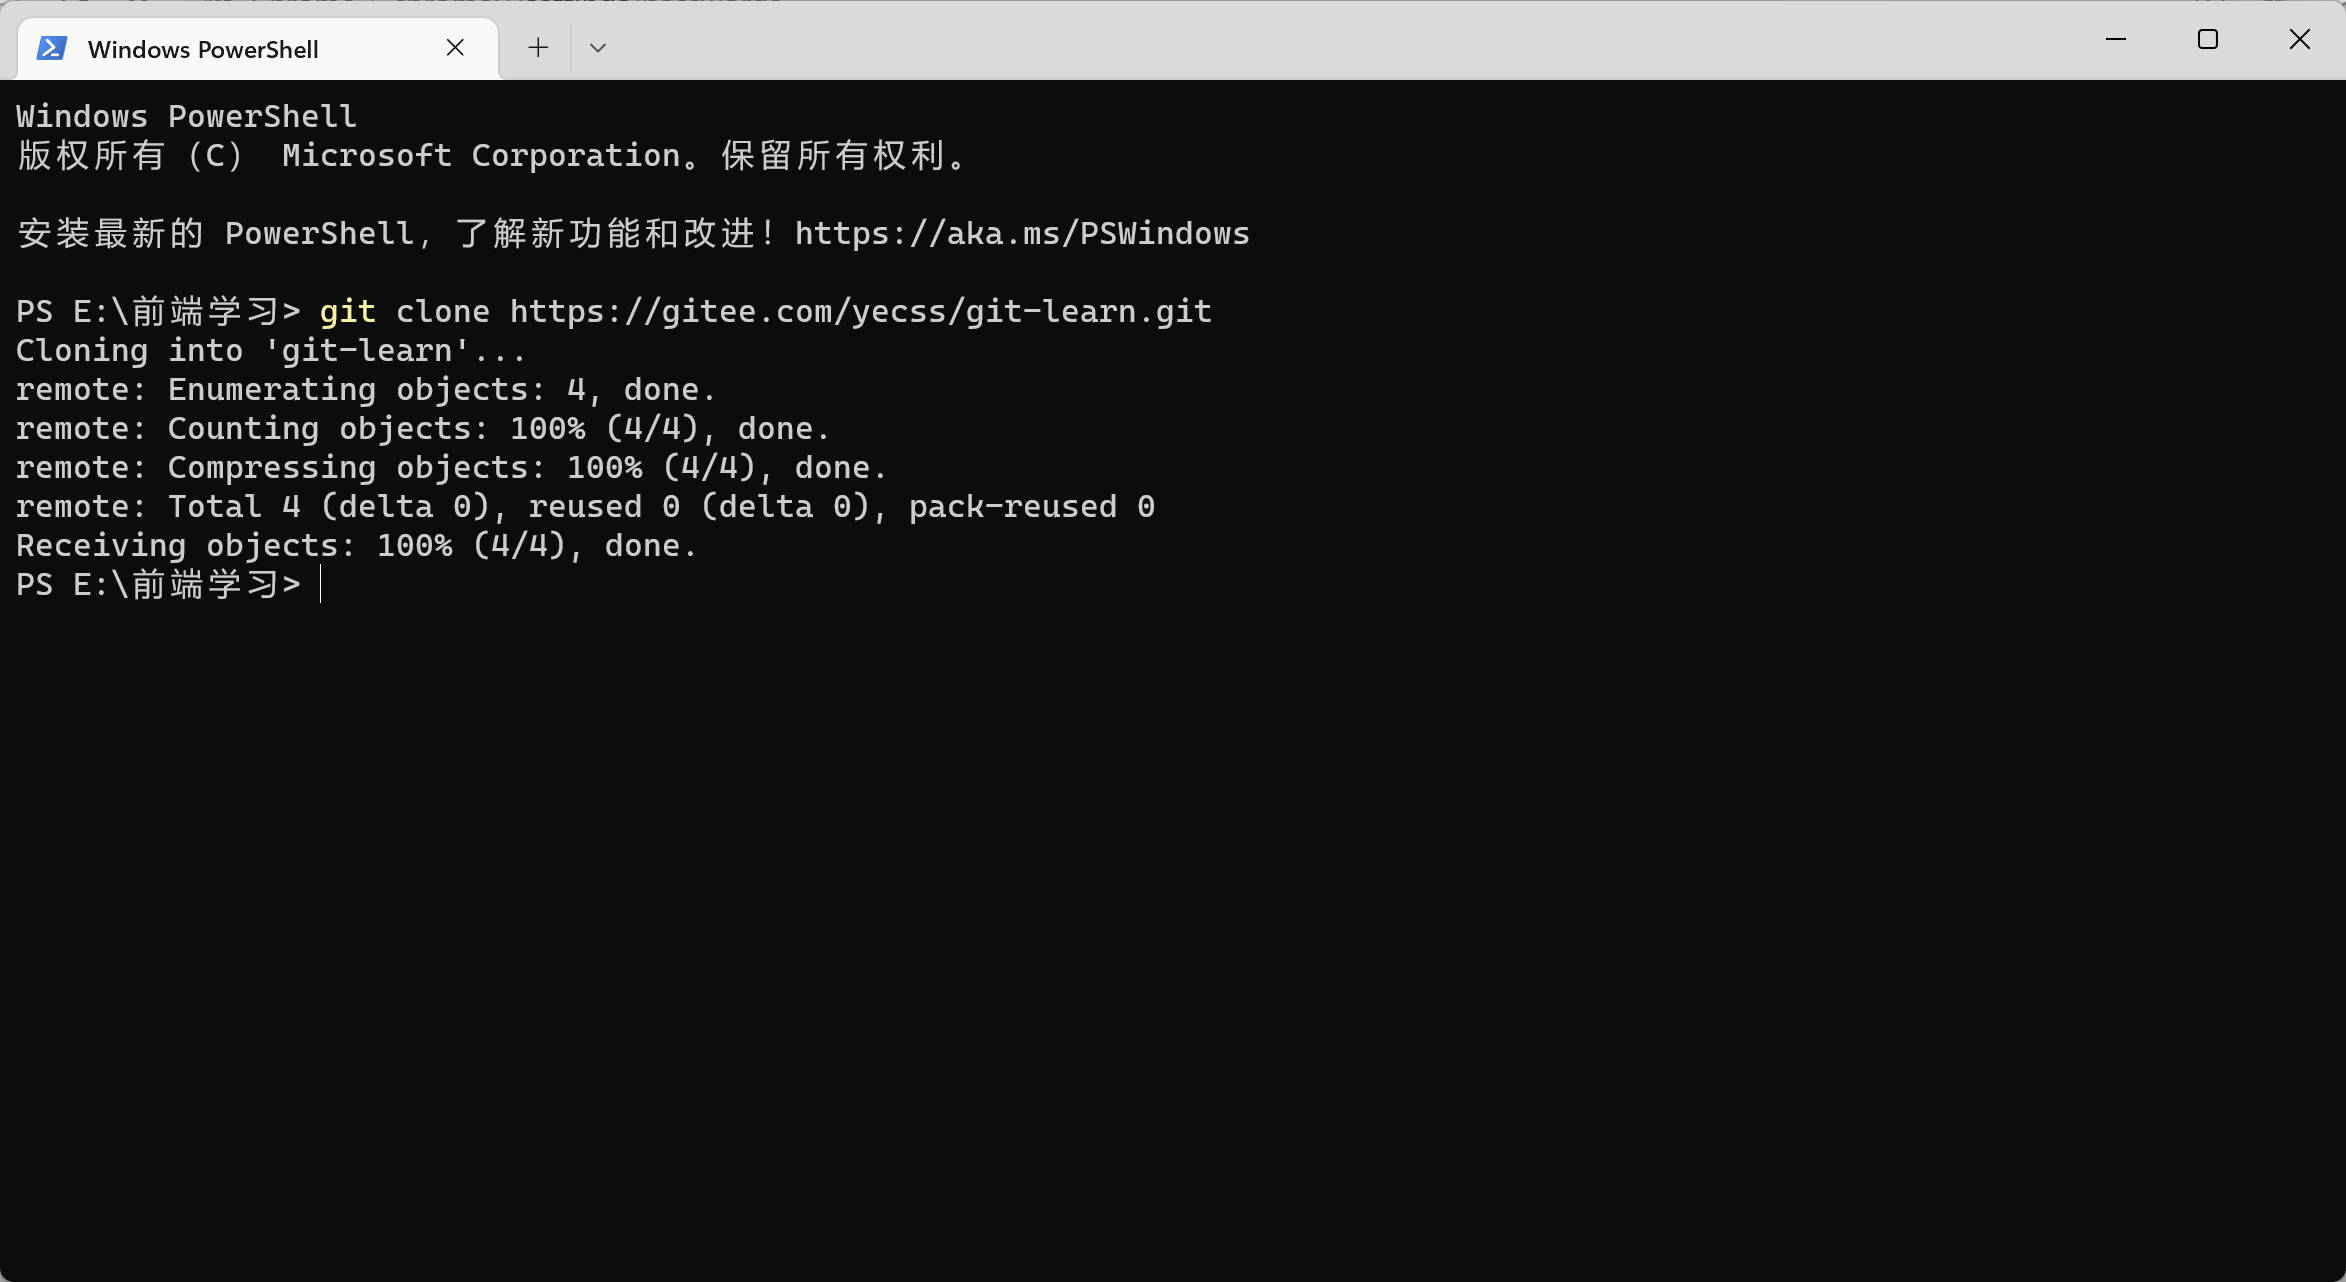 Windows PowerShell
Windows PowerShell
版权所有（C） Microsoft Corporation。保留所有权利。
安装最新的 PowerShell，了解新功能和改进！https://aka.ms/PSWindows
PS E:\前端学习> git clone https://gitee.com/yecss/git-learn.git
Cloning into 'git-learn'...
remote: Enumerating objects: 4, done.
remote: Counting objects: 100% (4/4), done.
remote: Compressing objects: 100% (4/4), done.
remote: Total 4 (delta 0), reused 0 (delta 0), pack-reused 0
Receiving objects: 100% (4/4), done.
PS E:\前端学习>